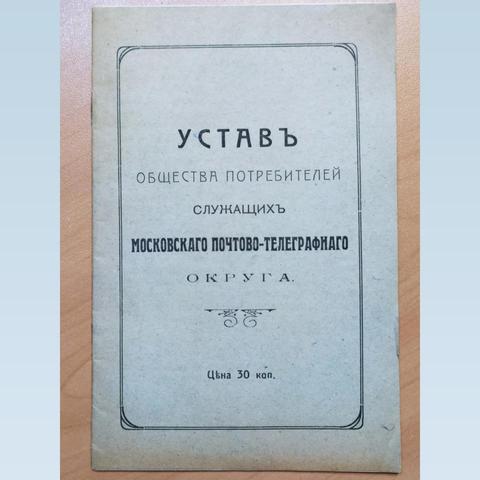 УСТАВЪ
ОБЩЕСТВА ПОТРЕБИТЕЛЕЙ
СЛУЖАЩИХЪ
МОСКОВСКАГО ПОЧТОВО-ТЕЛЕГРАФНАГО
ОКРУГА.
Цѣна 30 коп.